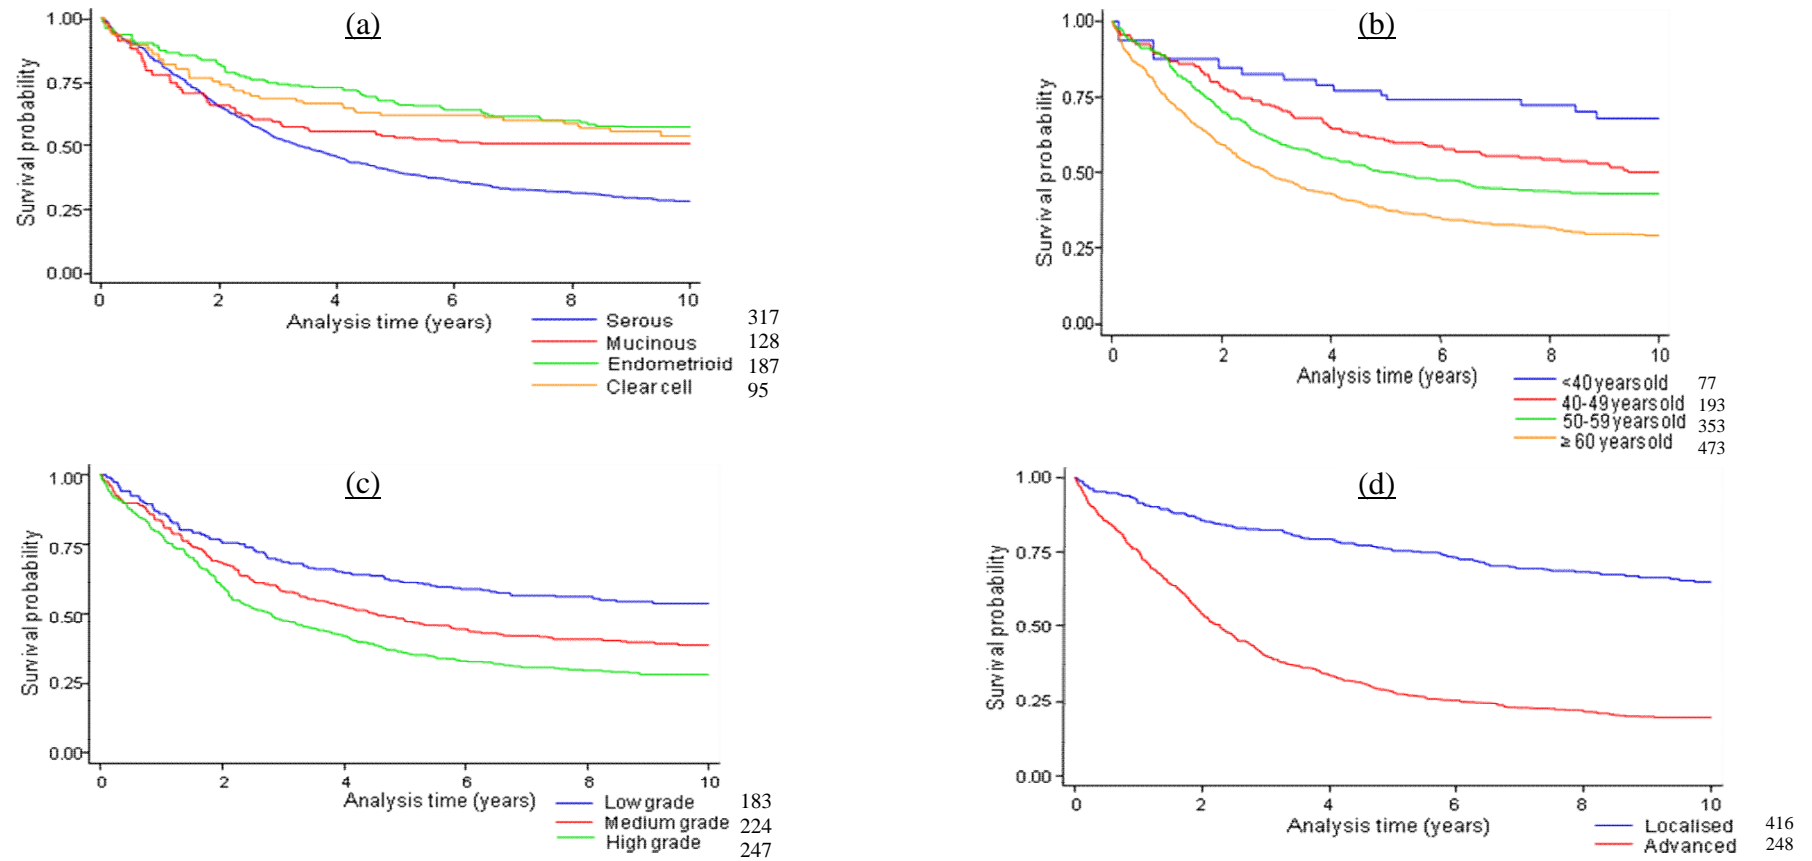 (a)
1.00
0.75
0.50
0.25
0.00
Survival probability
0 2 4 6 8 10
Analysis time (years)
Serous 317
Mucinous 128
Endometrioid 187
Clear cell 95
(b)
1.00
0.75
0.50
0.25
0.00
Survival probability
0 2 4 6 8 10
Analysis time (years)
<40 years old 77
40-49 years old 193
50-59 years old 353
≥ 60 years old 473
(c)
1.00
0.75
0.50
0.25
0.00
Survival probability
0 2 4 6 8 10
Analysis time (years)
Low grade 183
Medium grade 224
High grade 247
(d)
1.00
0.75
0.50
0.25
0.00
Survival probability
0 2 4 6 8 10
Analysis time (years)
Localised 416
Advanced 248